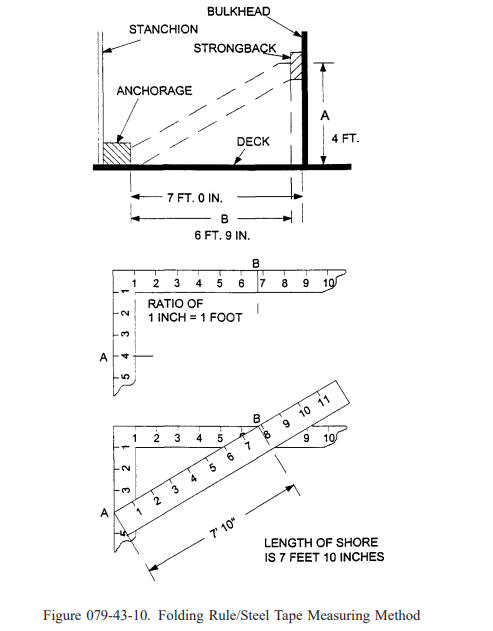 BULKHEAD
STANCHION
STRONGBACK
ANCHORAGE
A
4 FT.
DECK
7 FT. 0 IN.
B
6 FT. 9 IN.
B
1 2 3 4 5 6 7 8 9 10
1
2
3
A 4
5
RATIO OF
1 INCH = 1 FOOT
B
1 2 3 4 5 6 9 10
1
2
3
A
5
1 2 3 4 5 6 7 8 9 10 11
7' 10"
LENGTH OF SHORE
IS 7 FEET 10 INCHES
Figure 079-43-10. Folding Rule/Steel Tape Measuring Method